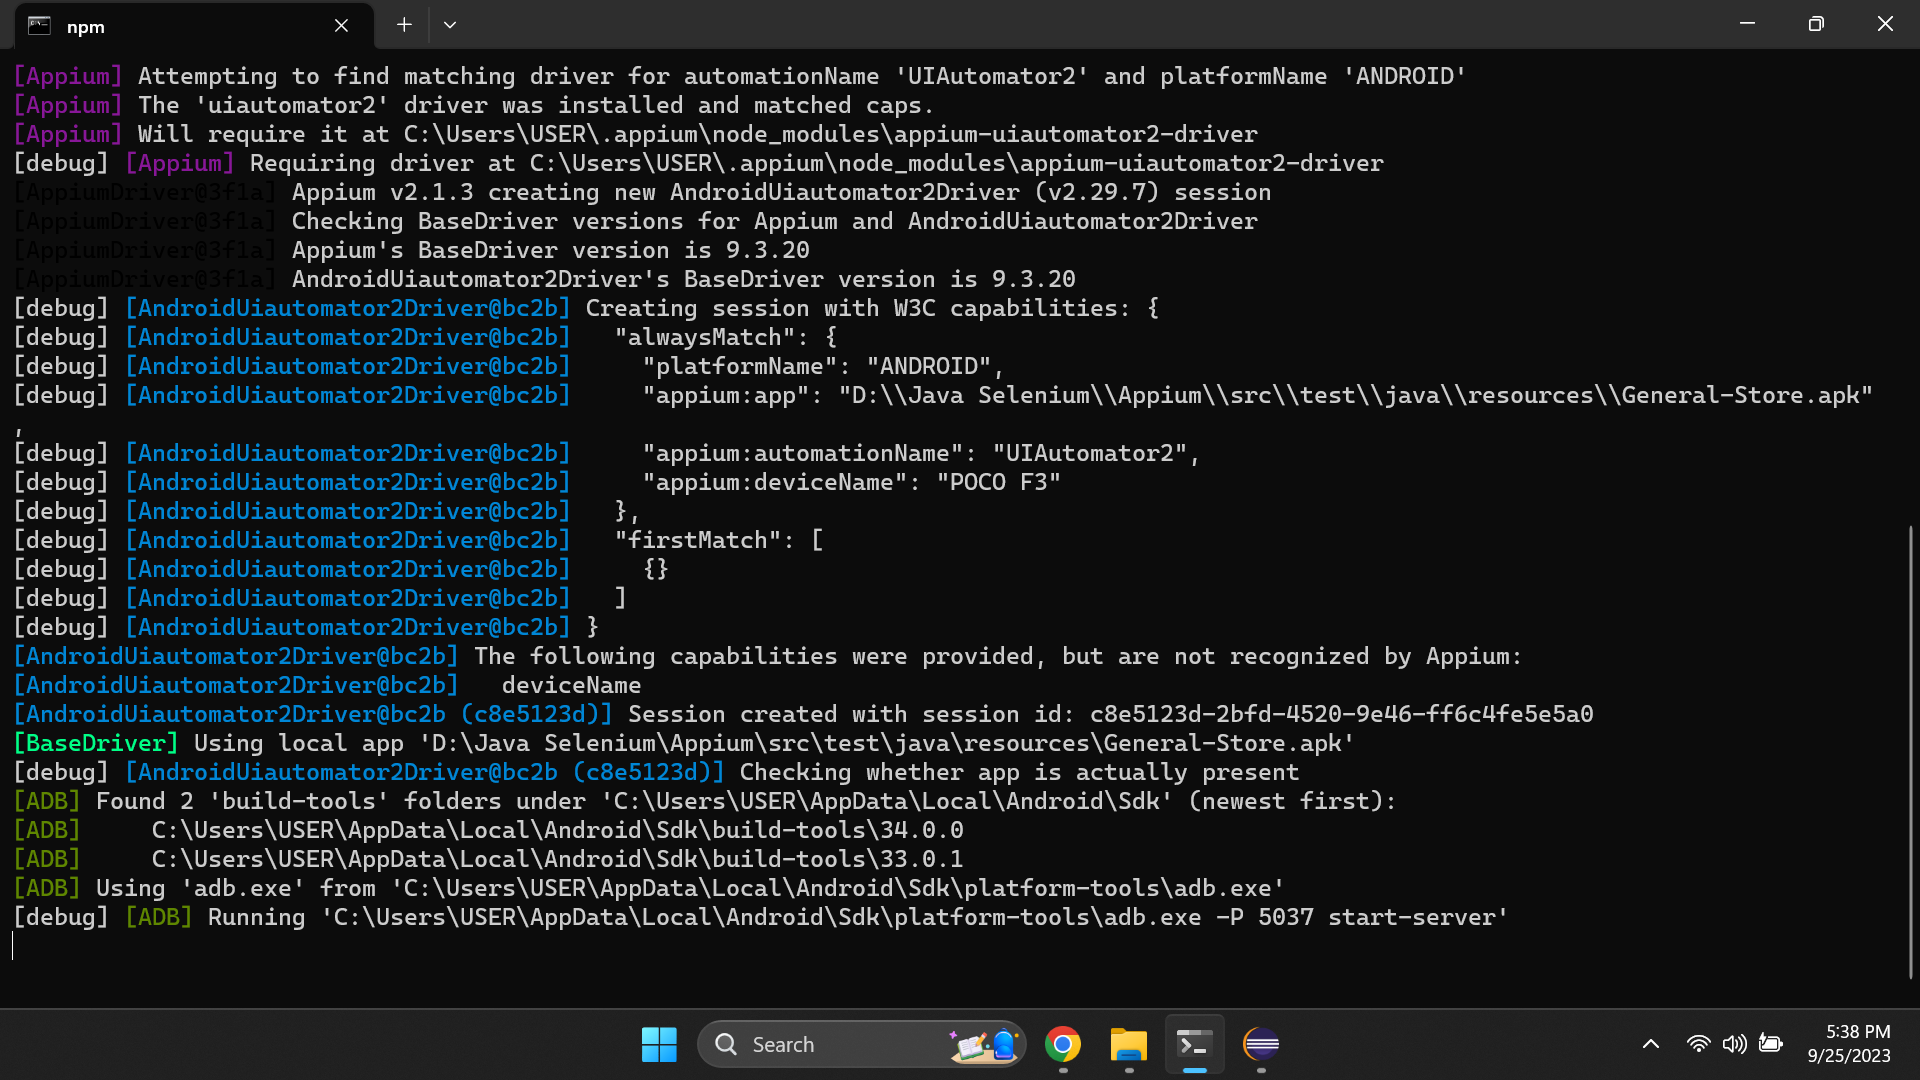 npm
[Appium] Attempting to find matching driver for automationName 'UIAutomator2' and platformName 'ANDROID'
[Appium] The 'uiautomator2' driver was installed and matched caps.
[Appium] Will require it at C:\Users\USER\.appium\node_modules\appium-uiautomator2-driver
[debug] [Appium] Requiring driver at C:\Users\USER\.appium\node_modules\appium-uiautomator2-driver
[AppiumDriver@3f1a] Appium v2.1.3 creating new AndroidUiautomator2Driver (v2.29.7) session
[AppiumDriver@3f1a] Checking BaseDriver versions for Appium and AndroidUiautomator2Driver
[AppiumDriver@3f1a] Appium's BaseDriver version is 9.3.20
[AppiumDriver@3f1a] AndroidUiautomator2Driver's BaseDriver version is 9.3.20
[debug] [AndroidUiautomator2Driver@bc2b] Creating session with W3C capabilities: {
[debug] [AndroidUiautomator2Driver@bc2b]   "alwaysMatch": {
[debug] [AndroidUiautomator2Driver@bc2b]     "platformName": "ANDROID",
[debug] [AndroidUiautomator2Driver@bc2b]     "appium:app": "D:\\Java Selenium\\Appium\\src\\test\\java\\resources\\General-Store.apk"
,
[debug] [AndroidUiautomator2Driver@bc2b]     "appium:automationName": "UIAutomator2",
[debug] [AndroidUiautomator2Driver@bc2b]     "appium:deviceName": "POCO F3"
[debug] [AndroidUiautomator2Driver@bc2b]   },
[debug] [AndroidUiautomator2Driver@bc2b]   "firstMatch": [
[debug] [AndroidUiautomator2Driver@bc2b]     {}
[debug] [AndroidUiautomator2Driver@bc2b]   ]
[debug] [AndroidUiautomator2Driver@bc2b] }
[AndroidUiautomator2Driver@bc2b] The following capabilities were provided, but are not recognized by Appium:
[AndroidUiautomator2Driver@bc2b]   deviceName
[AndroidUiautomator2Driver@bc2b (c8e5123d)] Session created with session id: c8e5123d-2bfd-4520-9e46-ff6c4fe5e5a0
[BaseDriver] Using local app 'D:\Java Selenium\Appium\src\test\java\resources\General-Store.apk'
[debug] [AndroidUiautomator2Driver@bc2b (c8e5123d)] Checking whether app is actually present
[ADB] Found 2 'build-tools' folders under 'C:\Users\USER\AppData\Local\Android\Sdk' (newest first):
[ADB]     C:\Users\USER\AppData\Local\Android\Sdk\build-tools\34.0.0
[ADB]     C:\Users\USER\AppData\Local\Android\Sdk\build-tools\33.0.1
[ADB] Using 'adb.exe' from 'C:\Users\USER\AppData\Local\Android\Sdk\platform-tools\adb.exe'
[debug] [ADB] Running 'C:\Users\USER\AppData\Local\Android\Sdk\platform-tools\adb.exe -P 5037 start-server'
Search
5:38 PM
9/25/2023